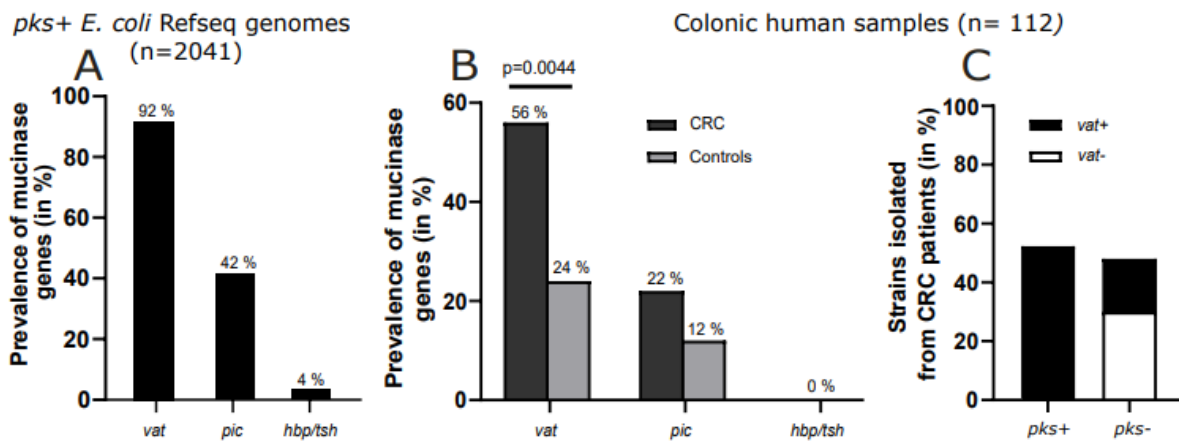 pks+ E. coli Refseq genomes
(n=2041)
Colonic human samples (n= 112)
A
Prevalence of mucinase
genes (in %)
100
80
60
40
20
0
92 %
42 %
4 %
vat
pic
hbp/tsh
B
p=0.0044
Prevalence of mucinase
genes (in %)
60
40
20
0
56 %
24 %
22 %
12 %
0 %
CRC
Controls
vat
pic
hbp/tsh
C
Strains isolated
from CRC patients (in %)
100
80
60
40
20
0
vat+
vat-
pks+
pks-